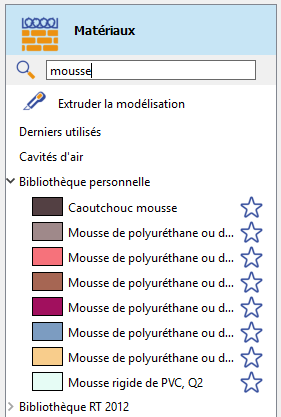 Matériaux
mousse
Extruder la modélisation
Derniers utilisés
Cavités d'air
Bibliothèque personnelle
Caoutchouc mousse
Mousse de polyuréthane ou d...
Mousse de polyuréthane ou d...
Mousse de polyuréthane ou d...
Mousse de polyuréthane ou d...
Mousse de polyuréthane ou d...
Mousse de polyuréthane ou d...
Mousse rigide de PVC, Q2
Bibliothèque RT 2012